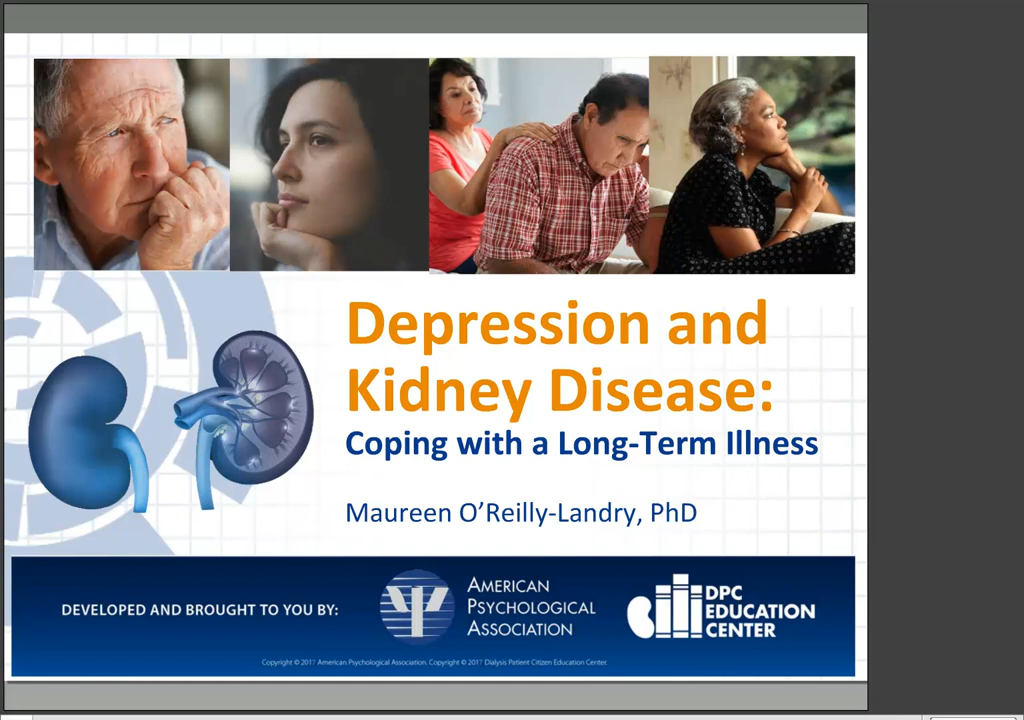 Depression and
Kidney Disease:
Coping with a Long-Term Illness
Maureen O’Reilly-Landry, PhD
DEVELOPED AND BROUGHT TO YOU BY:
AMERICAN
PSYCHOLOGICAL
ASSOCIATION
DPC
EDUCATION
CENTER
Copyright © 2017 American Psychological Association. Copyright © 2017 Dialysis Patient Citizen Education Center.